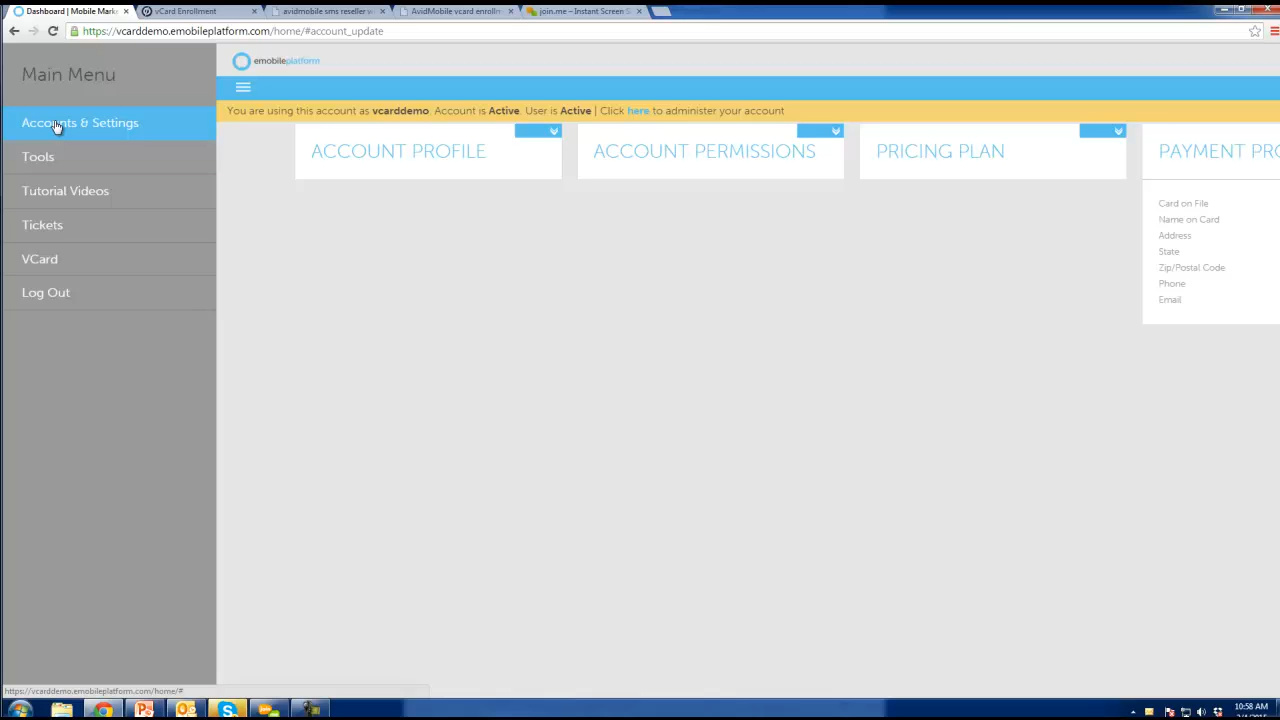 Dashboard | Mobile Mark
vCard Enrollment
avidmobile sms reseller v
AvidMobile vcard enrollm
join.me – Instant Screen S
https://vcarddemo.emobileplatform.com/home/#account_update
Main Menu
Accounts & Settings
Tools
Tutorial Videos
Tickets
VCard
Log Out
emobileplatform
You are using this account as vcarddemo. Account is Active. User is Active | Click here to administer your account
ACCOUNT PROFILE
ACCOUNT PERMISSIONS
PRICING PLAN
PAYMENT PRO
Card on File
Name on Card
Address
State
Zip/Postal Code
Phone
Email
https://vcarddemo.emobileplatform.com/home/#
10:58 AM